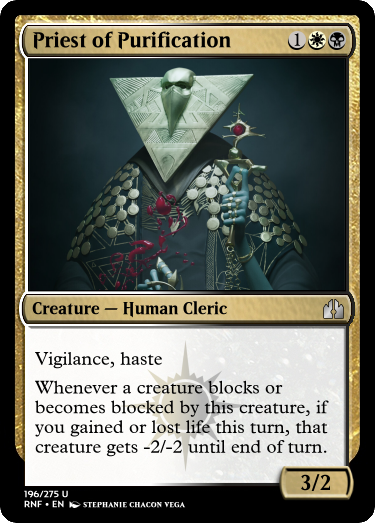 Priest of Purification 1
Creature — Human Cleric
Vigilance, haste
Whenever a creature blocks or
becomes blocked by this creature, if
you gained or lost life this turn, that
creature gets -2/-2 until end of turn.
3/2
196/275 U
RNF • EN STEPHANIE CHACON VEGA